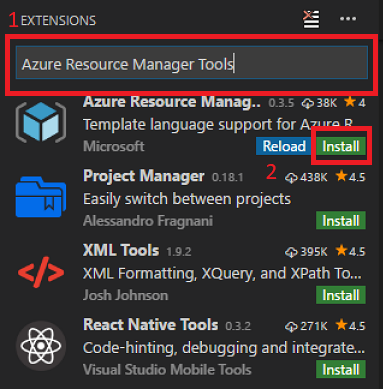 1 EXTENSIONS
Azure Resource Manager Tools
Azure Resource Manag.. 0.3.5 38K ★ 4
Template language support for Azure R
Microsoft Reload Install
2
Project Manager 0.18.1 438K ★ 4.5
Easily switch between projects
Alessandro Fragnani Install
XML Tools 1.9.2 395K ★ 4.5
XML Formatting, XQuery, and XPath To...
Josh Johnson Install
React Native Tools 0.3.2 271K ★ 4.5
Code-hinting, debugging and integrate...
Visual Studio Mobile Tools Install